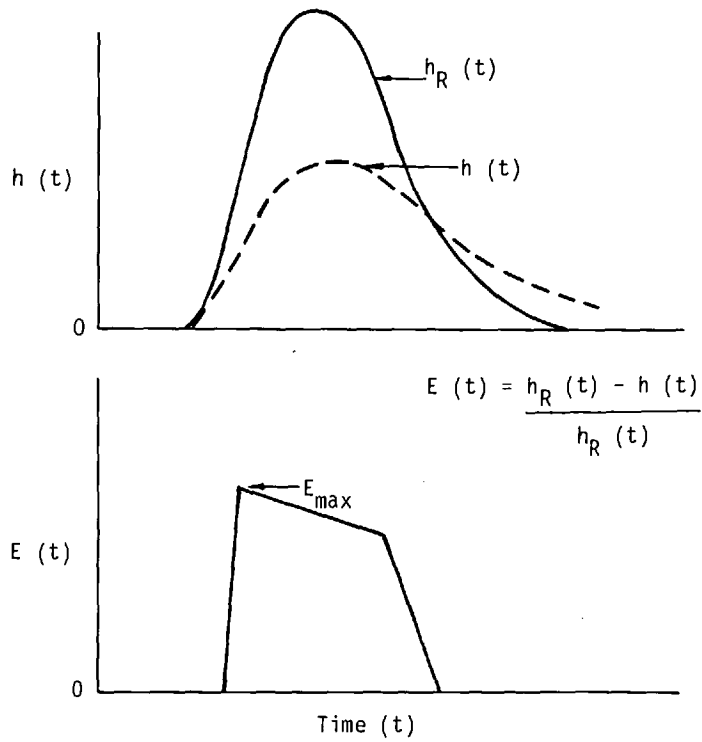 h_R (t)
h (t)
h (t)
0
E (t) = h_R (t) - h (t)
h_R (t)
E_max
E (t)
0
Time (t)